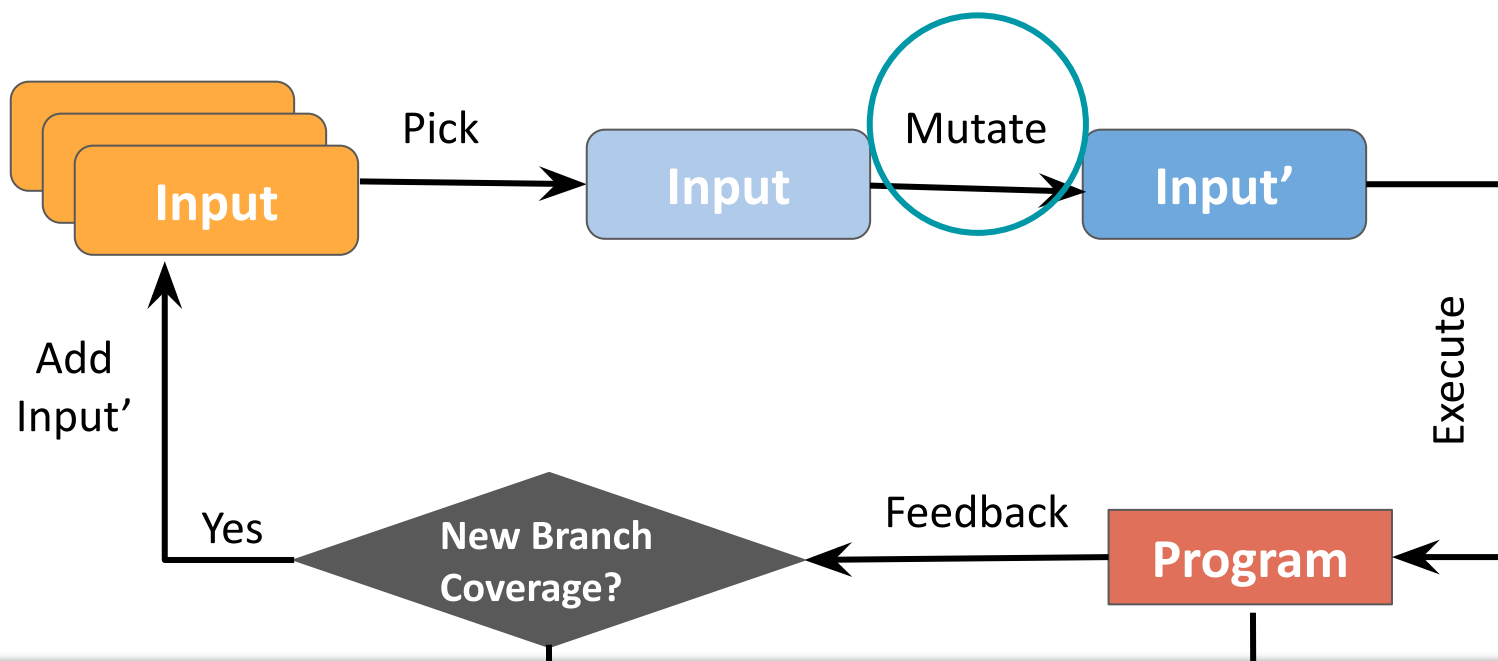 Pick
Mutate
Input
Input
Input’
Execute
Add
Input’
Yes
New Branch
Coverage?
Feedback
Program